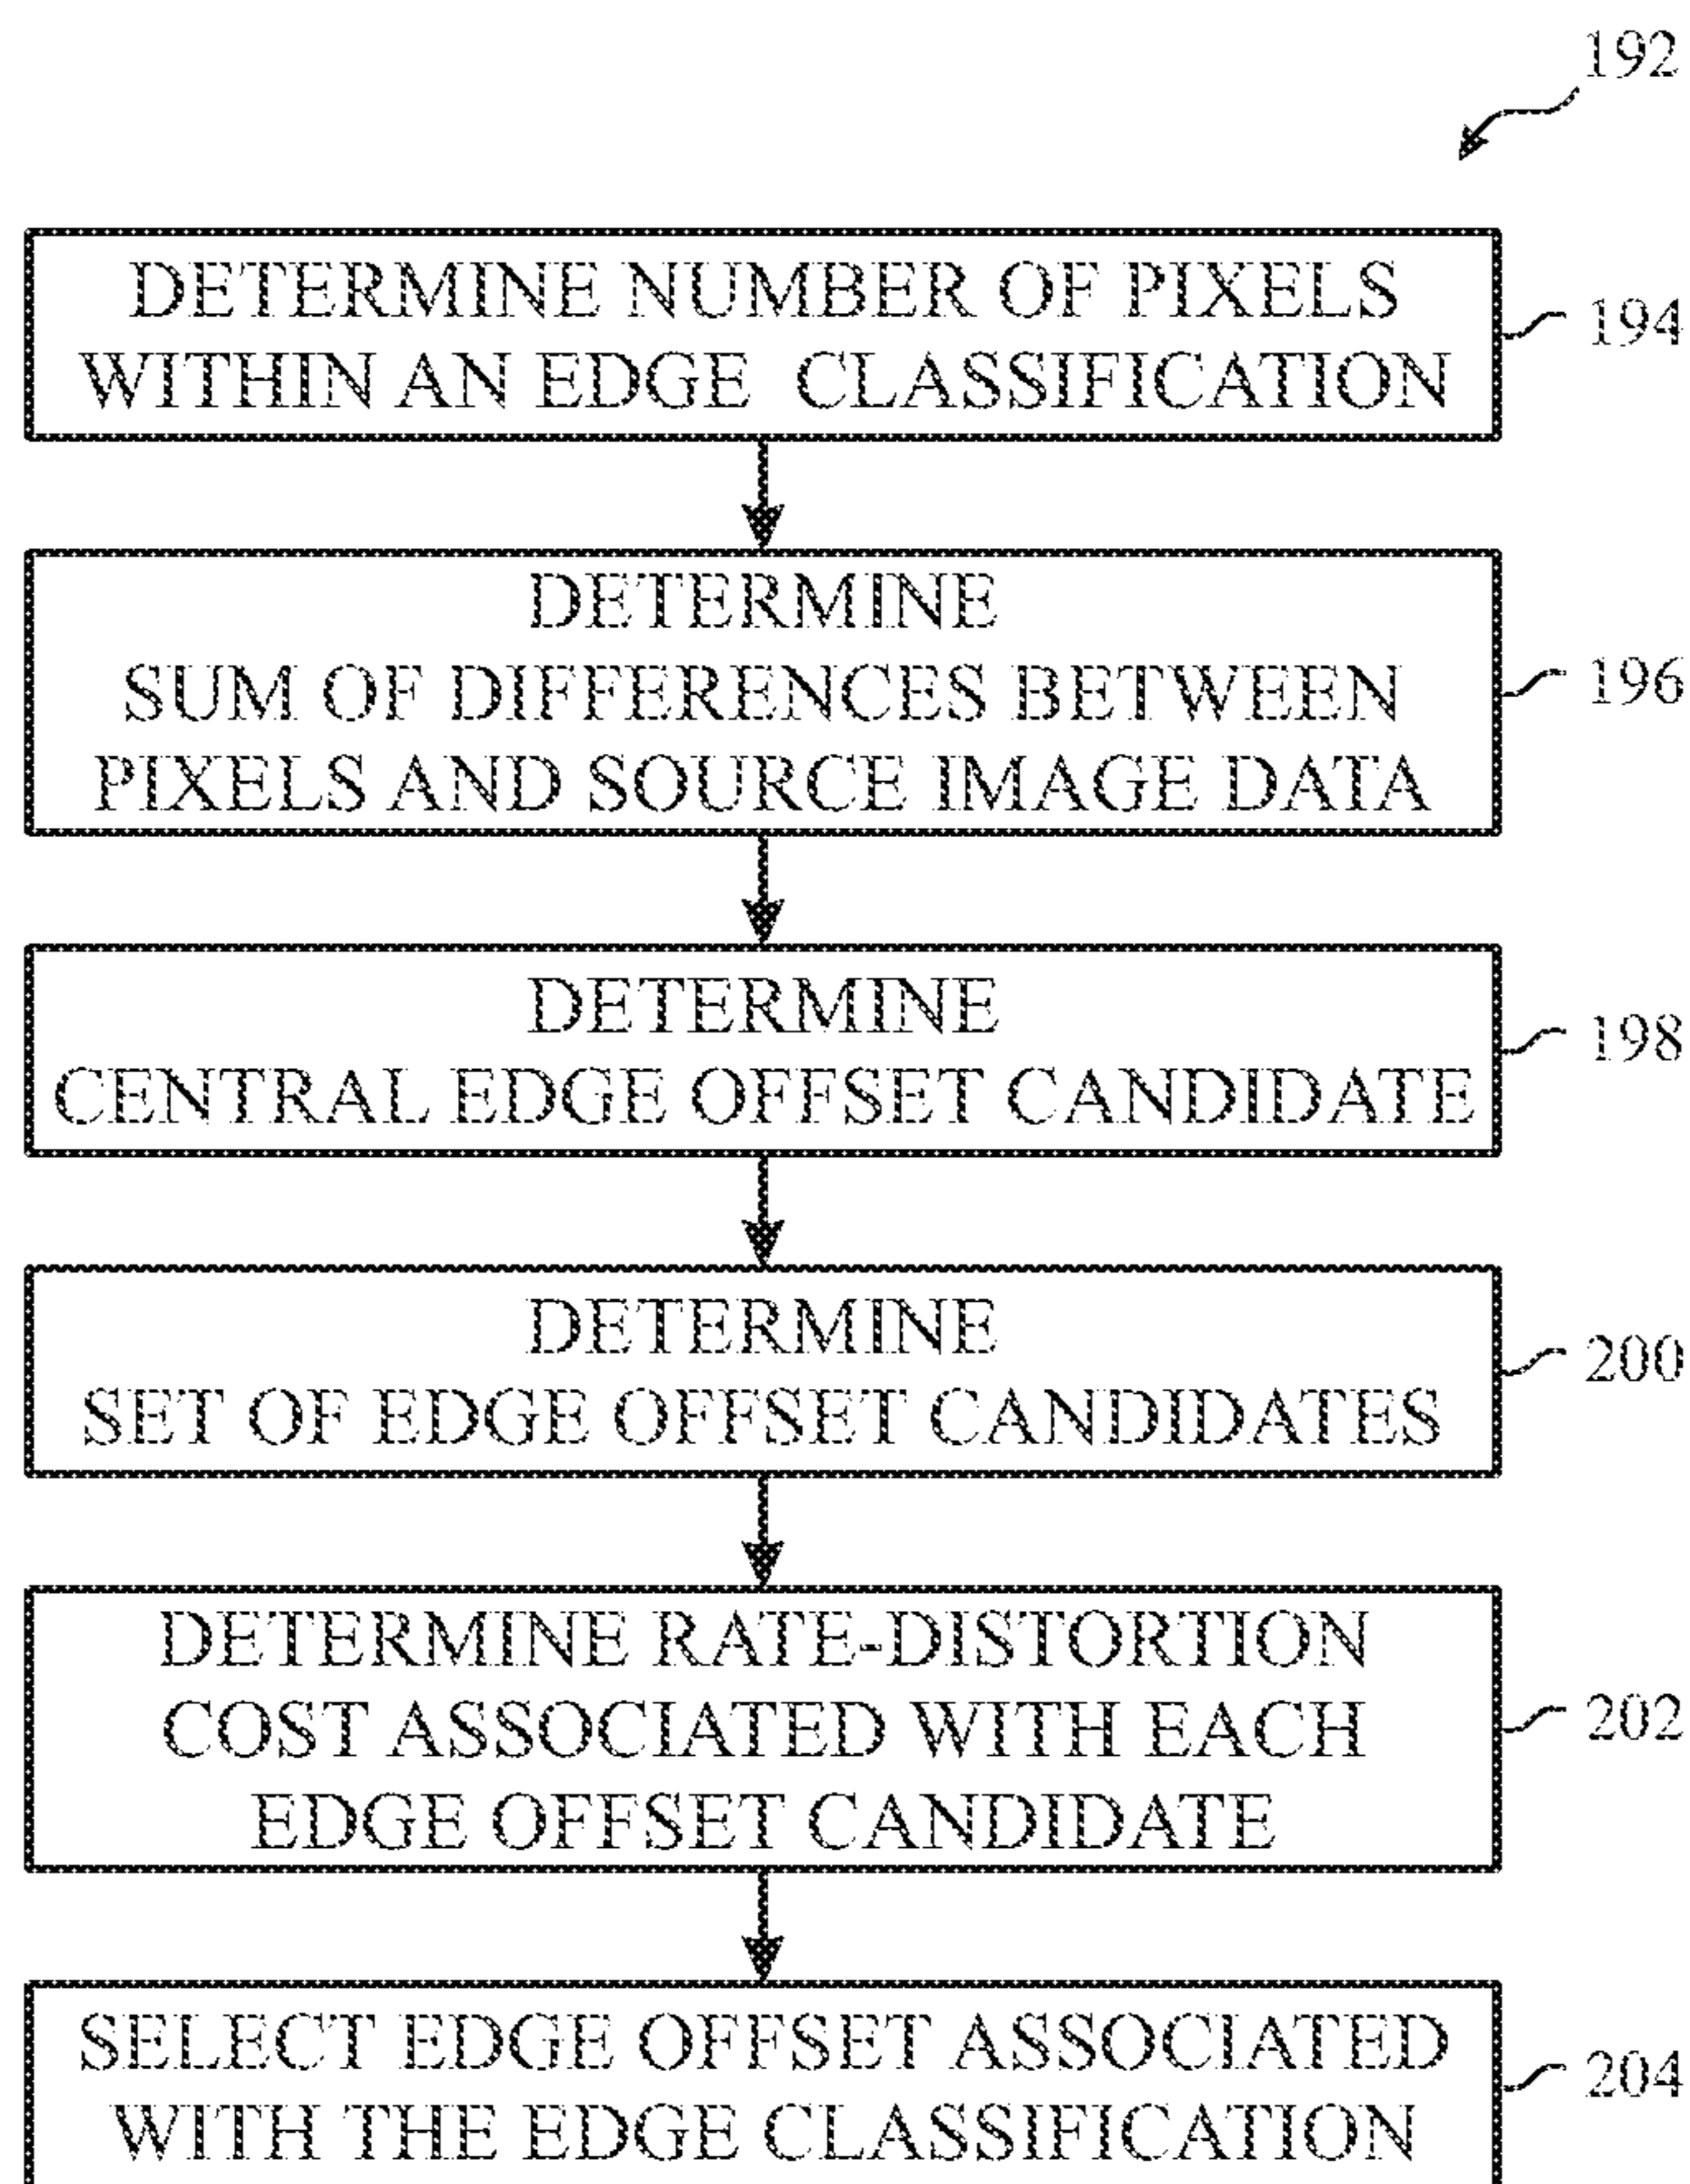 192
DETERMINE NUMBER OF PIXELS
WITHIN AN EDGE CLASSIFICATION
194
DETERMINE
SUM OF DIFFERENCES BETWEEN
PIXELS AND SOURCE IMAGE DATA
196
DETERMINE
CENTRAL EDGE OFFSET CANDIDATE
198
DETERMINE
SET OF EDGE OFFSET CANDIDATES
200
DETERMINE RATE-DISTORTION
COST ASSOCIATED WITH EACH
EDGE OFFSET CANDIDATE
202
SELECT EDGE OFFSET ASSOCIATED
WITH THE EDGE CLASSIFICATION
204